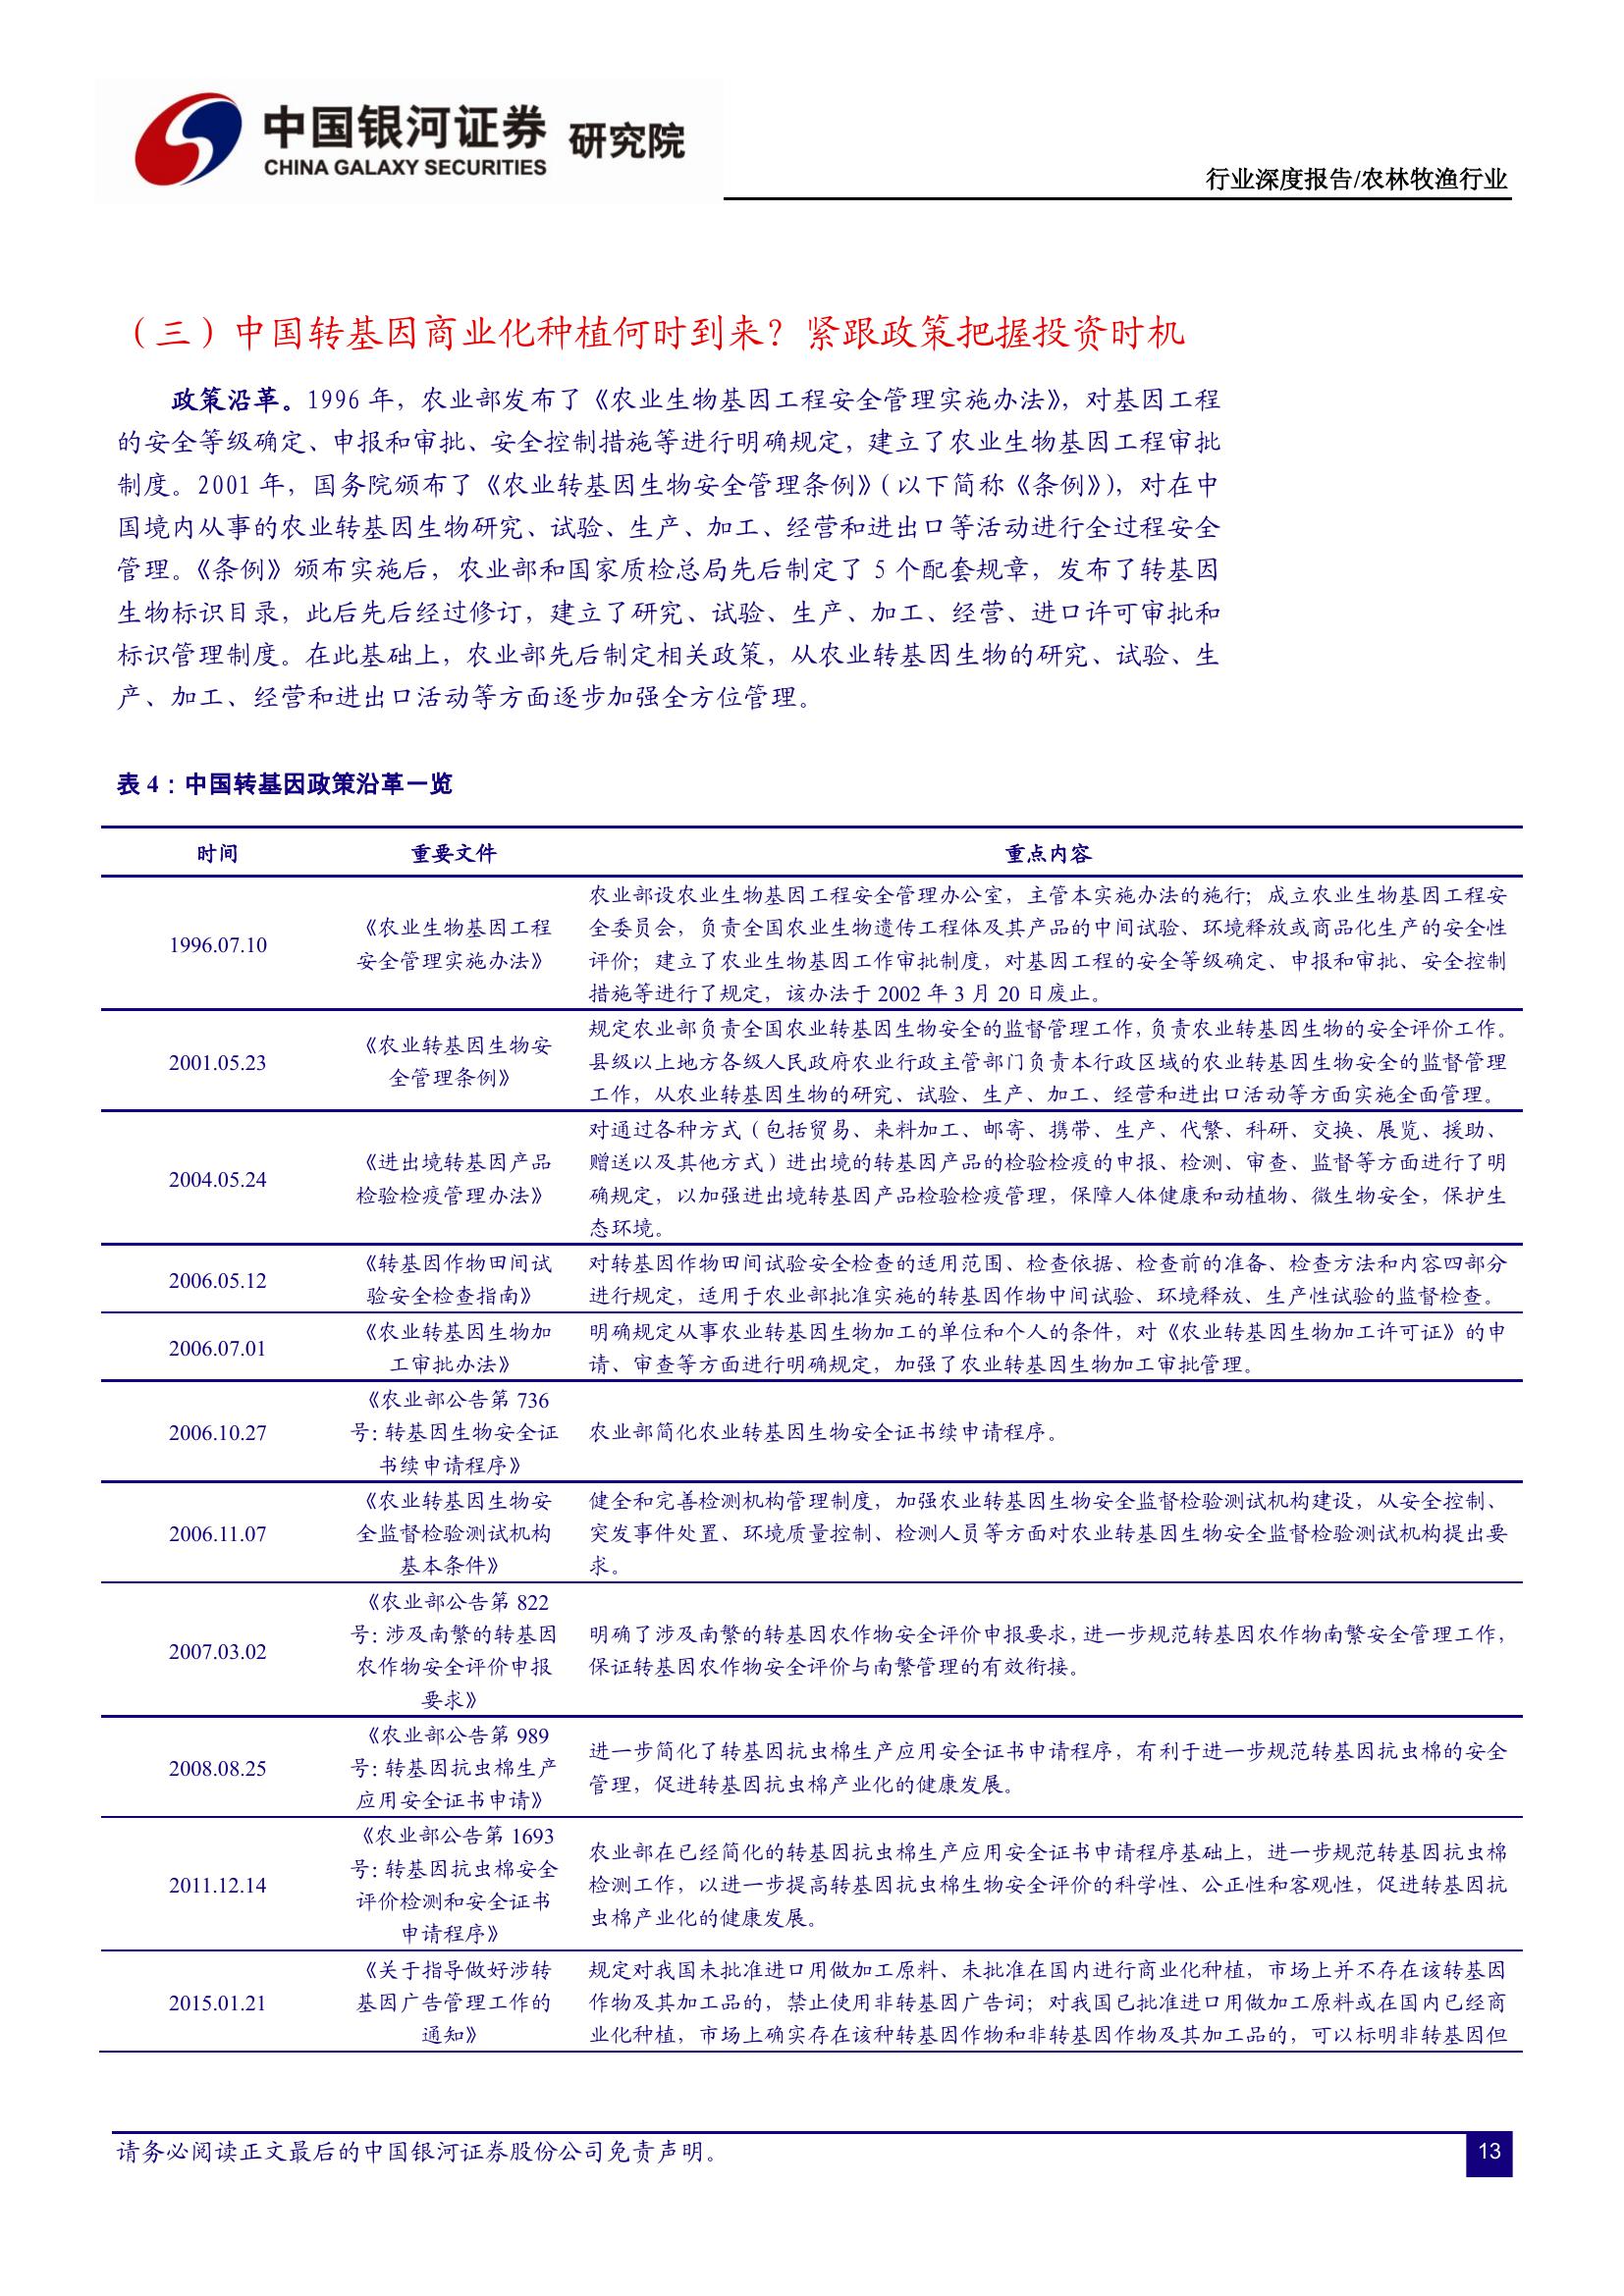 中国银河证券 研究院
CHINA GALAXY SECURITIES
行业深度报告/农林牧渔行业
（三）中国转基因商业化种植何时到来？紧跟政策把握投资时机
政策沿革。1996 年，农业部发布了《农业生物基因工程安全管理实施办法》，对基因工程
的安全等级确定、申报和审批、安全控制措施等进行明确规定，建立了农业生物基因工程审批
制度。2001 年，国务院颁布了《农业转基因生物安全管理条例》（以下简称《条例》），对在中
国境内从事的农业转基因生物研究、试验、生产、加工、经营和进出口等活动进行全过程安全
管理。《条例》颁布实施后，农业部和国家质检总局先后制定了 5 个配套规章，发布了转基因
生物标识目录，此后先后经过修订，建立了研究、试验、生产、加工、经营、进口许可审批和
标识管理制度。在此基础上，农业部先后制定相关政策，从农业转基因生物的研究、试验、生
产、加工、经营和进出口活动等方面逐步加强全方位管理。
表 4：中国转基因政策沿革一览
时间 重要文件 重点内容
1996.07.10
《农业生物基因工程
安全管理实施办法》
农业部设农业生物基因工程安全管理办公室，主管本实施办法的施行；成立农业生物基因工程安
全委员会，负责全国农业生物遗传工程体及其产品的中间试验、环境释放或商品化生产的安全性
评价；建立了农业生物基因工作审批制度，对基因工程的安全等级确定、申报和审批、安全控制
措施等进行了规定，该办法于 2002 年 3 月 20 日废止。
2001.05.23
《农业转基因生物安
全管理条例》
规定农业部负责全国农业转基因生物安全的监督管理工作，负责农业转基因生物的安全评价工作。
县级以上地方各级人民政府农业行政主管部门负责本行政区域的农业转基因生物安全的监督管理
工作，从农业转基因生物的研究、试验、生产、加工、经营和进出口活动等方面实施全面管理。
2004.05.24
《进出境转基因产品
检验检疫管理办法》
对通过各种方式（包括贸易、来料加工、邮寄、携带、生产、代繁、科研、交换、展览、援助、
赠送以及其他方式）进出境的转基因产品的检验检疫的申报、检测、审查、监督等方面进行了明
确规定，以加强进出境转基因产品检验检疫管理，保障人体健康和动植物、微生物安全，保护生
态环境。
2006.05.12
《转基因作物田间试
验安全检查指南》
对转基因作物田间试验安全检查的适用范围、检查依据、检查前的准备、检查方法和内容四部分
进行规定，适用于农业部批准实施的转基因作物中间试验、环境释放、生产性试验的监督检查。
2006.07.01
《农业转基因生物加
工审批办法》
明确规定从事农业转基因生物加工的单位和个人的条件，对《农业转基因生物加工许可证》的申
请、审查等方面进行明确规定，加强了农业转基因生物加工审批管理。
2006.10.27
《农业部公告第 736
号：转基因生物安全证
书续申请程序》
农业部简化农业转基因生物安全证书续申请程序。
2006.11.07
《农业转基因生物安
全监督检验测试机构
基本条件》
健全和完善检测机构管理制度，加强农业转基因生物安全监督检验测试机构建设，从安全控制、
突发事件处置、环境质量控制、检测人员等方面对农业转基因生物安全监督检验测试机构提出要
求。
2007.03.02
《农业部公告第 822
号：涉及南繁的转基因
农作物安全评价申报
要求》
明确了涉及南繁的转基因农作物安全评价申报要求，进一步规范转基因农作物南繁安全管理工作，
保证转基因农作物安全评价与南繁管理的有效衔接。
2008.08.25
《农业部公告第 989
号：转基因抗虫棉生产
应用安全证书申请》
进一步简化了转基因抗虫棉生产应用安全证书申请程序，有利于进一步规范转基因抗虫棉的安全
管理，促进转基因抗虫棉产业化的健康发展。
2011.12.14
《农业部公告第 1693
号：转基因抗虫棉安全
评价检测和安全证书
申请程序》
农业部在已经简化的转基因抗虫棉生产应用安全证书申请程序基础上，进一步规范转基因抗虫棉
检测工作，以进一步提高转基因抗虫棉生物安全评价的科学性、公正性和客观性，促进转基因抗
虫棉产业化的健康发展。
2015.01.21
《关于指导做好涉转
基因广告管理工作的
通知》
规定对我国未批准进口用做加工原料、未批准在国内进行商业化种植，市场上并不存在该转基因
作物及其加工品的，禁止使用非转基因广告词；对我国已批准进口用做加工原料或在国内已经商
业化种植，市场上确实存在该种转基因作物和非转基因作物及其加工品的，可以标明非转基因但
请务必阅读正文最后的中国银河证券股份公司免责声明。
13